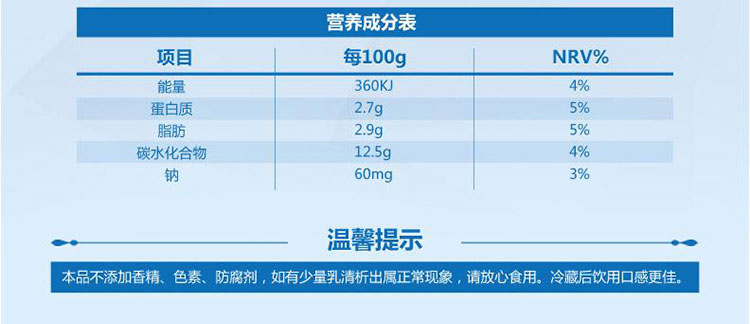 营养成分表
项目 每100g NRV%
能量 360KJ 4%
蛋白质 2.7g 5%
脂肪 2.9g 5%
碳水化合物 12.5g 4%
钠 60mg 3%
温馨提示
本品不添加香精、色素、防腐剂，如有少量乳清析出属正常现象，请放心食用。冷藏后饮用口感更佳。